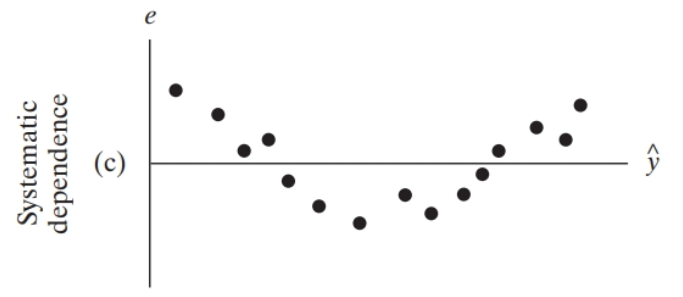 e
Systematic
dependence
(c)
ŷ